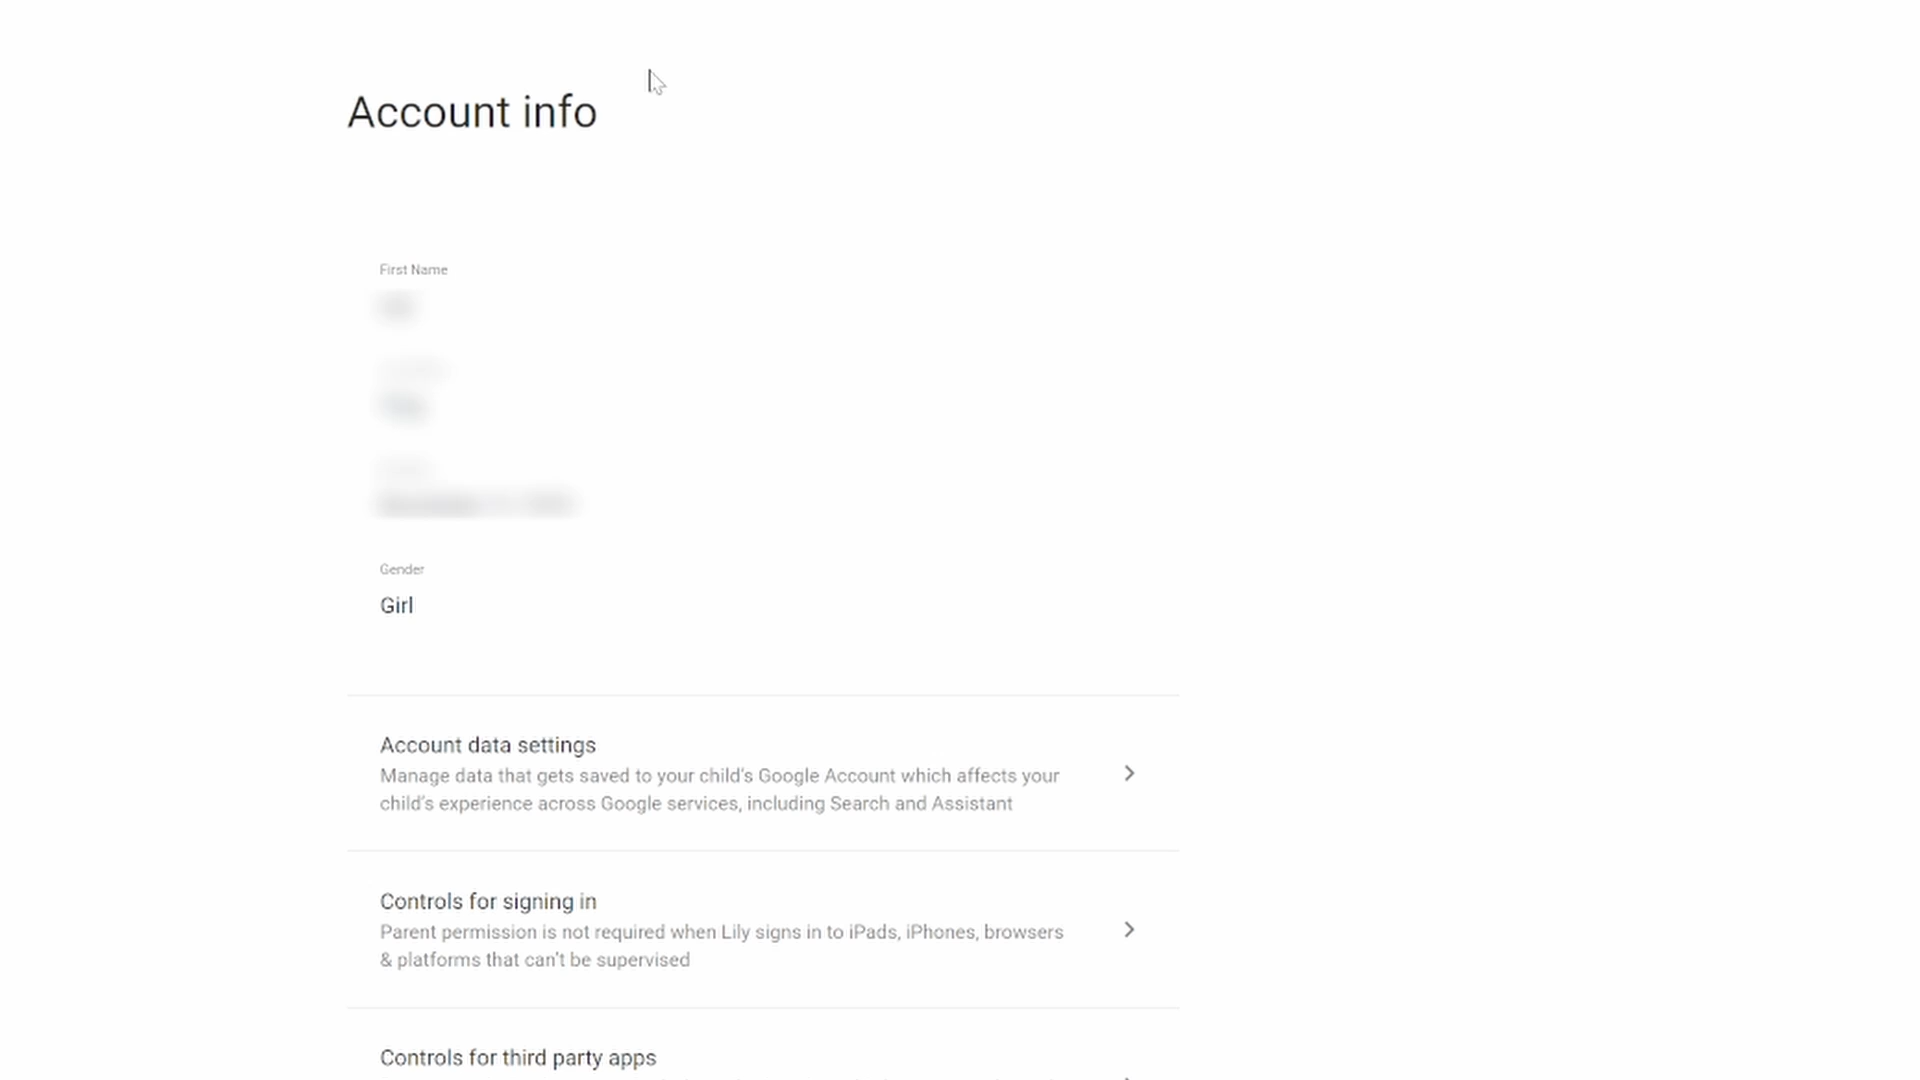 Account info
First Name
Gender
Girl
Account data settings
Manage data that gets saved to your child's Google Account which affects your
child's experience across Google services, including Search and Assistant
Controls for signing in
Parent permission is not required when Lily signs in to iPads, iPhones, browsers
& platforms that can't be supervised
Controls for third party apps